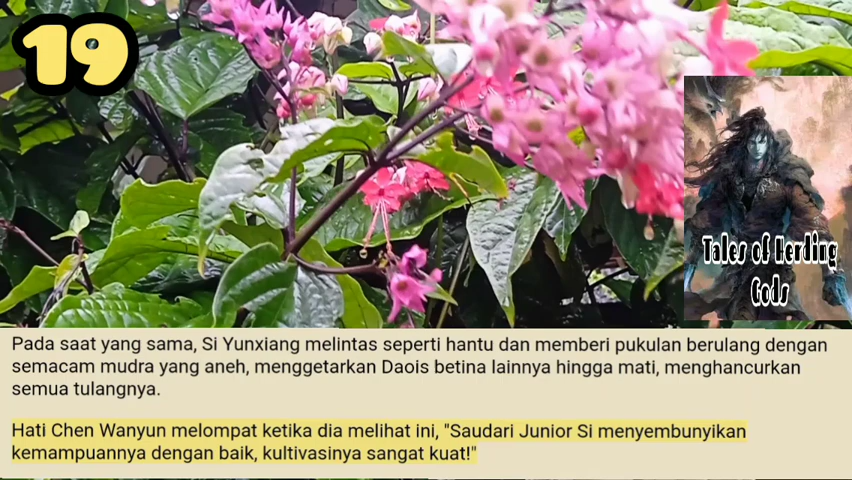 19
Tales of Herding
Gods
Pada saat yang sama, Si Yunxiang melintas seperti hantu dan memberi pukulan berulang dengan
semacam mudra yang aneh, menggetarkan Daois betina lainnya hingga mati, menghancurkan
semua tulangnya.
Hati Chen Wanyun melompat ketika dia melihat ini, "Saudari Junior Si menyembunyikan
kemampuannya dengan baik, kultivasinya sangat kuat!"